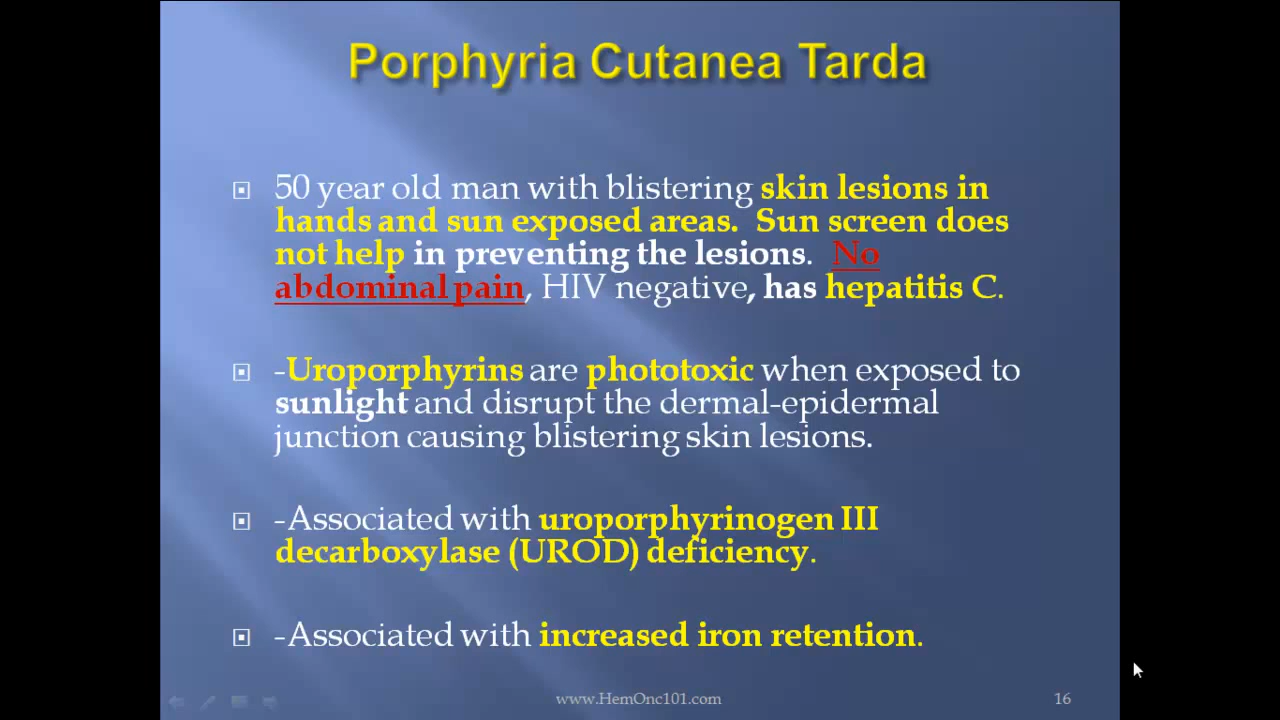 Porphyria Cutanea Tarda
50 year old man with blistering skin lesions in
hands and sun exposed areas. Sun screen does
not help in preventing the lesions. No
abdominal pain, HIV negative, has hepatitis C.
-Uroporphyrins are phototoxic when exposed to
sunlight and disrupt the dermal-epidermal
junction causing blistering skin lesions.
-Associated with uroporphyrinogen III
decarboxylase (UROD) deficiency.
-Associated with increased iron retention.
www.HemOnc101.com
16